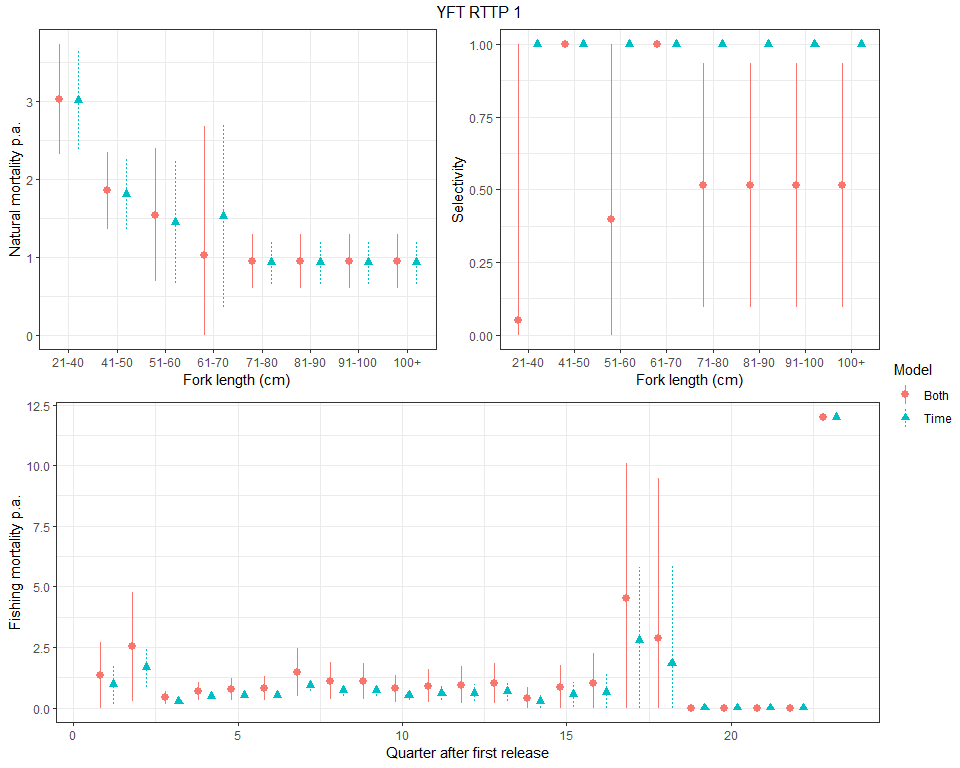 YFT RTTP 1
Natural mortality p.a.
3
2
1
0
21-40 41-50 51-60 61-70 71-80 81-90 91-100 100+
Fork length (cm)
Selectivity
1.00
0.75
0.50
0.25
0.00
21-40 41-50 51-60 61-70 71-80 81-90 91-100 100+
Fork length (cm)
Model
Both
Time
Fishing mortality p.a.
12.5
10.0
7.5
5.0
2.5
0.0
0 5 10 15 20
Quarter after first release